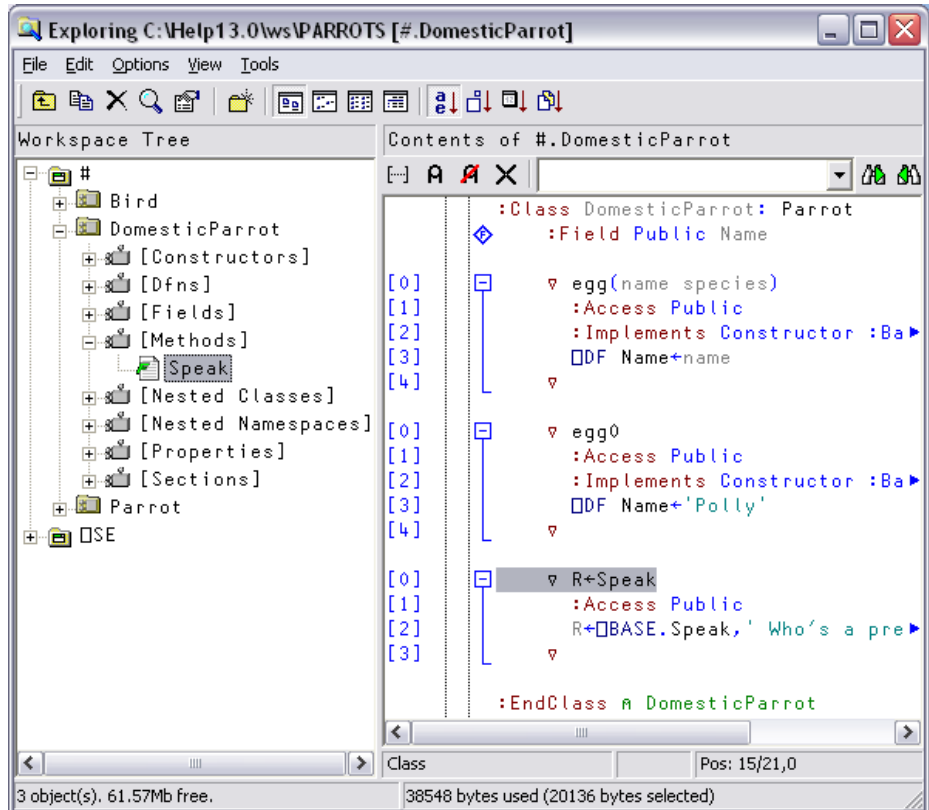 Exploring C:\Help13.0\ws\PARROTS [#.DomesticParrot]
File Edit Options View Tools
Workspace Tree
#
Bird
DomesticParrot
[Constructors]
[Dfns]
[Fields]
[Methods]
Speak
[Nested Classes]
[Nested Namespaces]
[Properties]
[Sections]
Parrot
⎕SE
Contents of #.DomesticParrot
:Class DomesticParrot: Parrot
:Field Public Name
[0] ∇ egg(name species)
[1] :Access Public
[2] :Implements Constructor :Ba
[3] ⎕DF Name←name
[4] ∇
[0] ∇ egg0
[1] :Access Public
[2] :Implements Constructor :Ba
[3] ⎕DF Name←'Polly'
[4] ∇
[0] ∇ R←Speak
[1] :Access Public
[2] R←⎕BASE.Speak,' Who's a pre
[3] ∇
:EndClass ⍝ DomesticParrot
Class Pos: 15/21,0
3 object(s). 61.57Mb free. 38548 bytes used (20136 bytes selected)